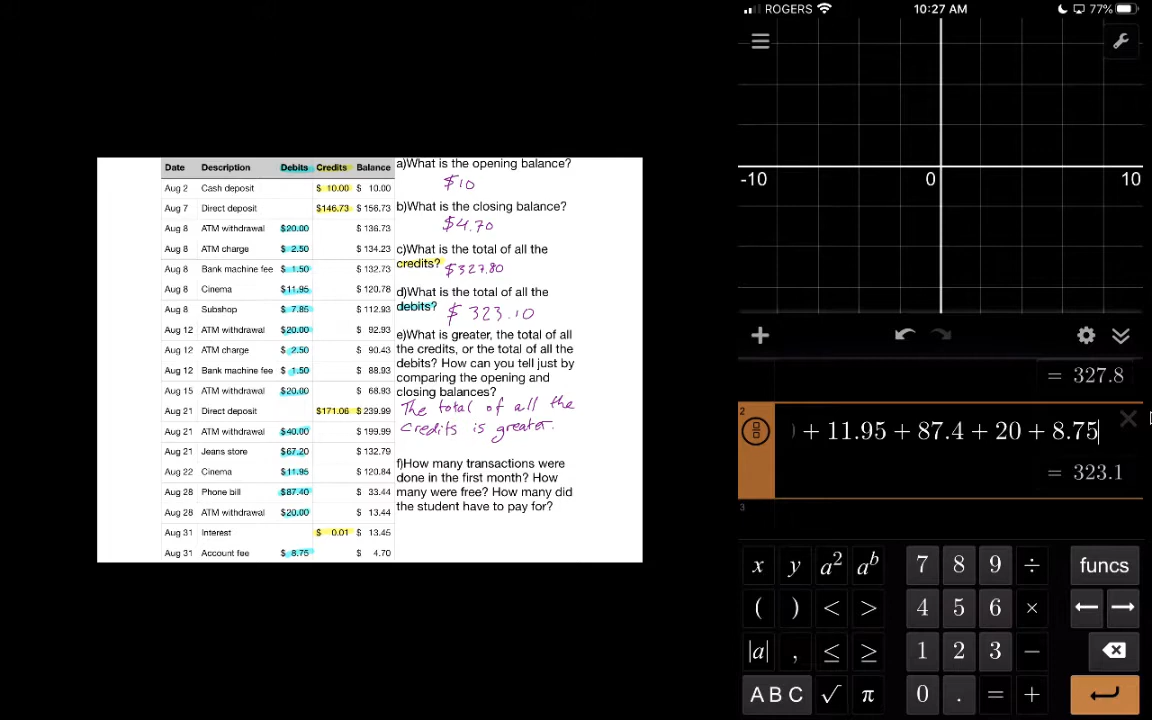 Date Description Debits Credits Balance
Aug 2 Cash deposit $ 10.00 $ 10.00
Aug 7 Direct deposit $146.73 $ 156.73
Aug 8 ATM withdrawal $20.00 $ 136.73
Aug 8 ATM charge $ 2.50 $ 134.23
Aug 8 Bank machine fee $ 1.50 $ 132.73
Aug 8 Cinema $11.95 $ 120.78
Aug 8 Subshop $ 7.85 $ 112.93
Aug 12 ATM withdrawal $20.00 $ 92.93
Aug 12 ATM charge $ 2.50 $ 90.43
Aug 12 Bank machine fee $ 1.50 $ 88.93
Aug 15 ATM withdrawal $20.00 $ 68.93
Aug 21 Direct deposit $171.06 $ 239.99
Aug 21 ATM withdrawal $40.00 $ 199.99
Aug 21 Jeans store $67.20 $ 132.79
Aug 22 Cinema $11.95 $ 120.84
Aug 28 Phone bill $87.40 $ 33.44
Aug 28 ATM withdrawal $20.00 $ 13.44
Aug 31 Interest $ 0.01 $ 13.45
Aug 31 Account fee $ 8.75 $ 4.70
a)What is the opening balance?
$10
b)What is the closing balance?
$4.70
c)What is the total of all the
credits? $327.80
d)What is the total of all the
debits? $ 323.10
e)What is greater, the total of all
the credits, or the total of all the
debits? How can you tell just by
comparing the opening and
closing balances?
The total of all the
credits is greater.
f)How many transactions were
done in the first month? How
many were free? How many did
the student have to pay for?
ROGERS 10:27 AM 77%
-10 0 10
= 327.8
2
) + 11.95 + 87.4 + 20 + 8.75
= 323.1
3
x y a² aᵇ 7 8 9 ÷ funcs
( ) < > 4 5 6 × ← →
|a| , ≤ ≥ 1 2 3 −
A B C √ π 0 . = +